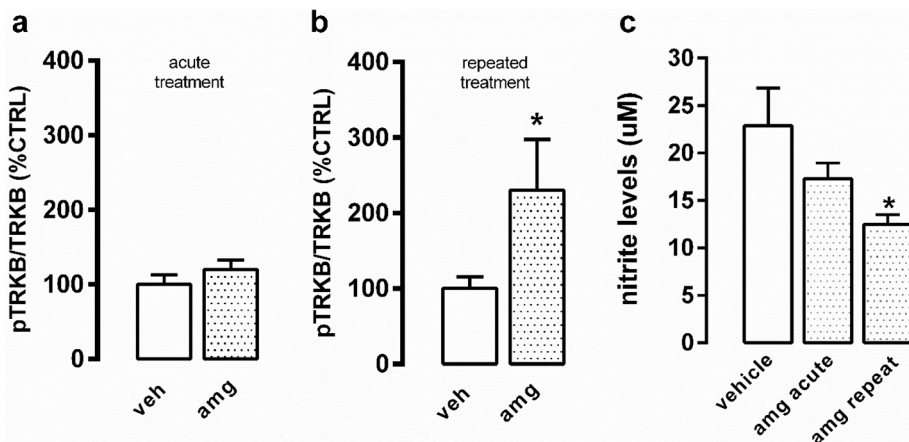 a
acute
treatment
pTRKB/TRKB (%CTRL)
400
300
200
100
0
veh
amg
b
repeated
treatment
pTRKB/TRKB (%CTRL)
400
300
200
100
0
*
veh
amg
c
nitrite levels (uM)
30
25
20
15
10
5
0
*
vehicle
amg acute
amg repeat